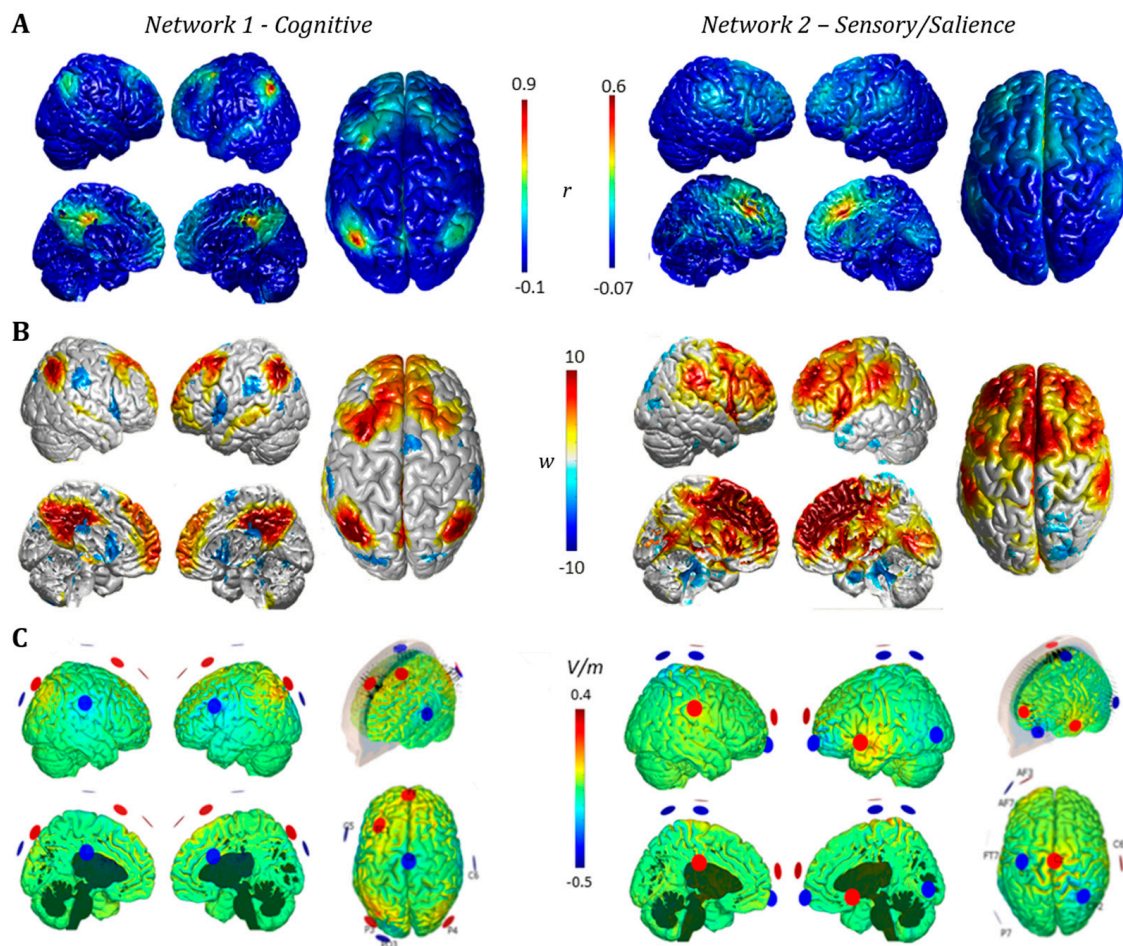 A
Network 1 - Cognitive
Network 2 – Sensory/Salience
0.9
0.6
r
-0.1
-0.07
B
10
w
-10
C
V/m
0.4
-0.5
C5
C6
P3
P4
AF3
AF7
FT7
P7